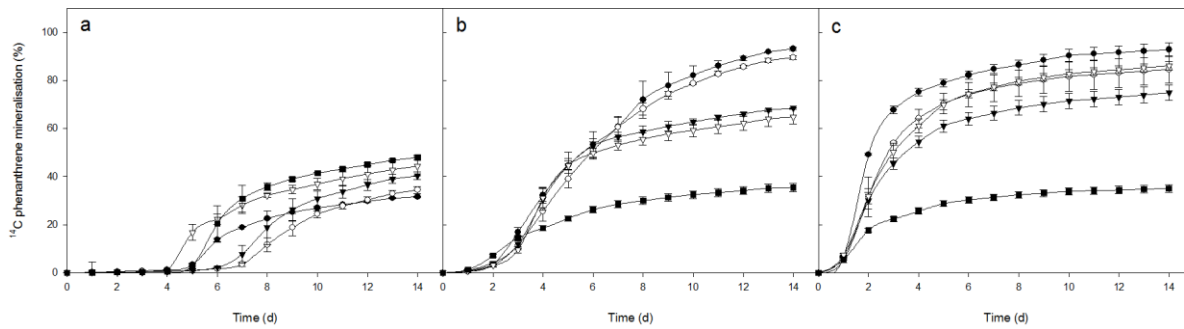 a
b
c
¹⁴C phenanthrene mineralisation (%)
100
80
60
40
20
0
0 2 4 6 8 10 12 14
0 2 4 6 8 10 12 14
0 2 4 6 8 10 12 14
Time (d)
Time (d)
Time (d)